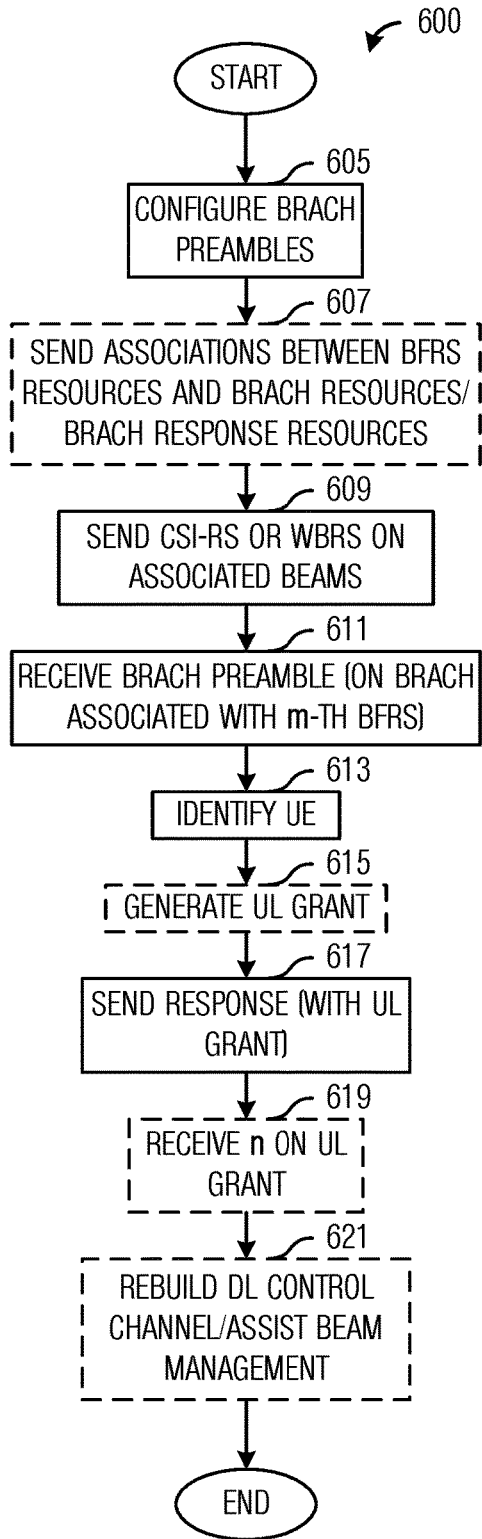 600
START
605
CONFIGURE BRACH
PREAMBLES
607
SEND ASSOCIATIONS BETWEEN BFRS
RESOURCES AND BRACH RESOURCES/
BRACH RESPONSE RESOURCES
609
SEND CSI-RS OR WBRS ON
ASSOCIATED BEAMS
611
RECEIVE BRACH PREAMBLE (ON BRACH
ASSOCIATED WITH m-TH BFRS)
613
IDENTIFY UE
615
GENERATE UL GRANT
617
SEND RESPONSE (WITH UL
GRANT)
619
RECEIVE n ON UL
GRANT
621
REBUILD DL CONTROL
CHANNEL/ASSIST BEAM
MANAGEMENT
END